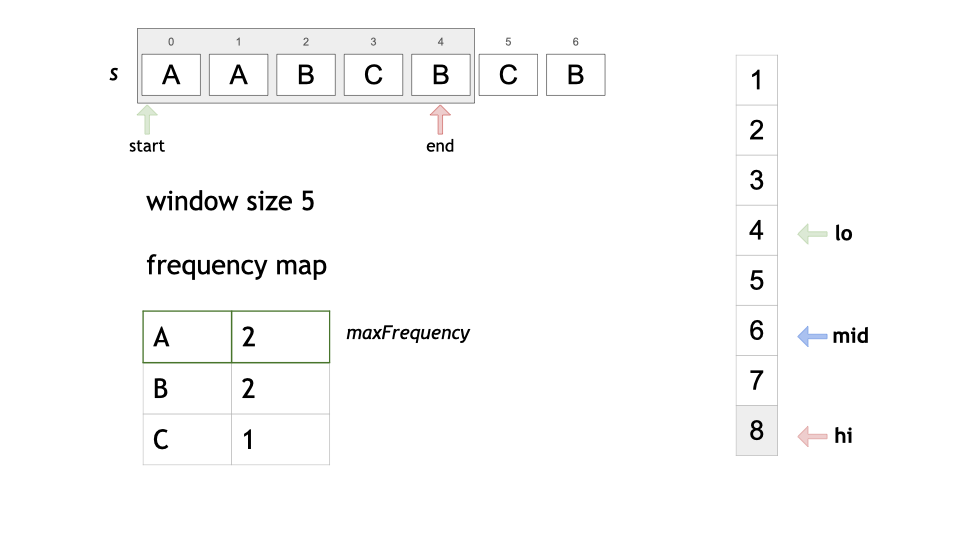 0 1 2 3 4 5 6
s A A B C B C B
start end
window size 5
frequency map
A 2 maxFrequency
B 2
C 1
1
2
3
4 lo
5
6 mid
7
8 hi